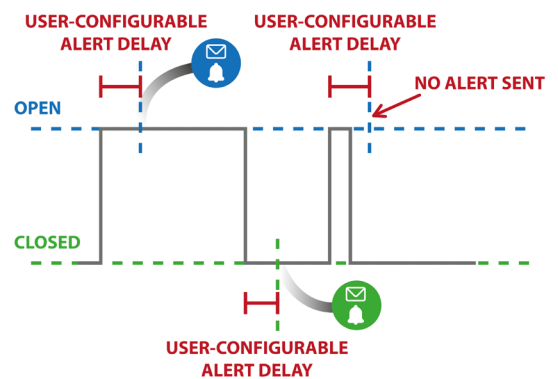 USER-CONFIGURABLE
ALERT DELAY
USER-CONFIGURABLE
ALERT DELAY
NO ALERT SENT
OPEN
CLOSED
USER-CONFIGURABLE
ALERT DELAY